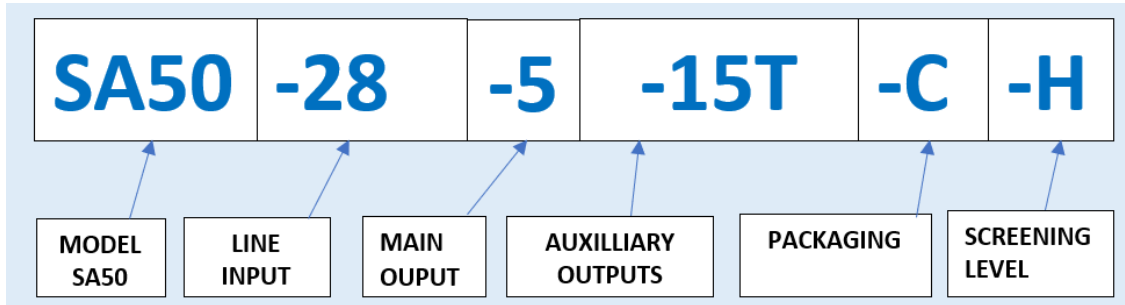 SA50 -28 -5 -15T -C -H
MODEL
SA50
LINE
INPUT
MAIN
OUPUT
AUXILLIARY
OUTPUTS
PACKAGING
SCREENING
LEVEL